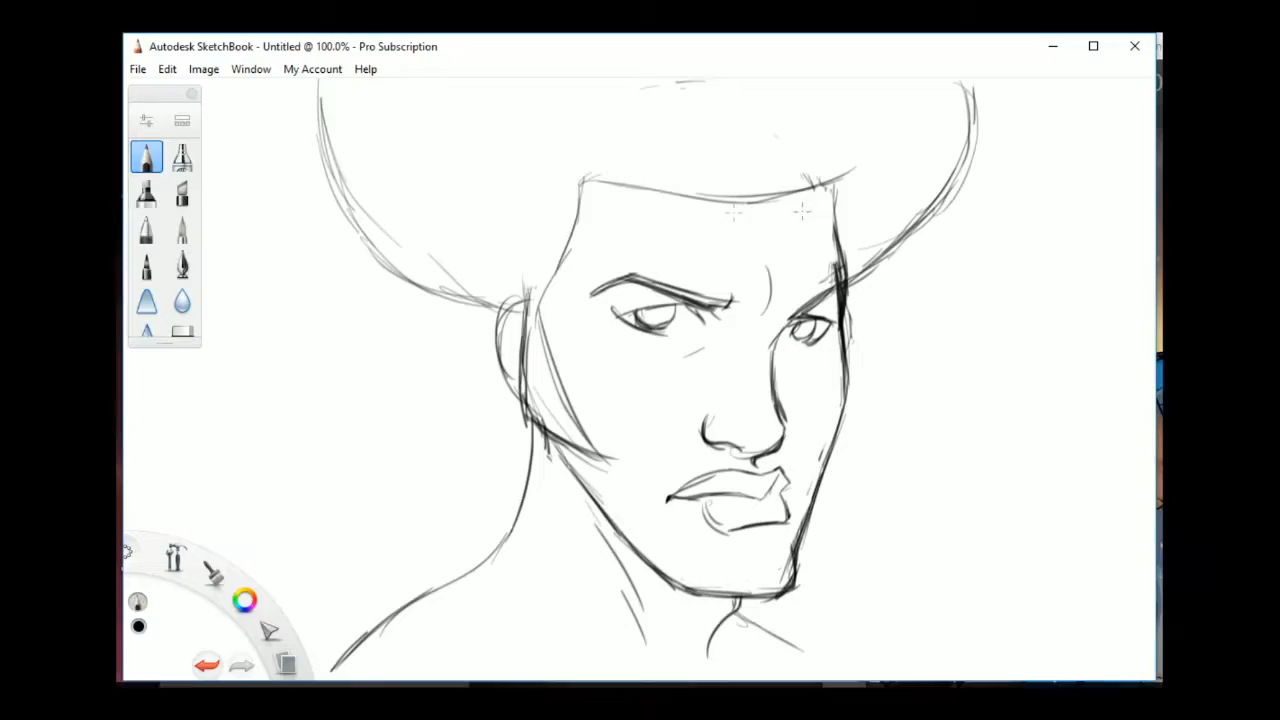 Autodesk SketchBook - Untitled @ 100.0% - Pro Subscription
File Edit Image Window My Account Help